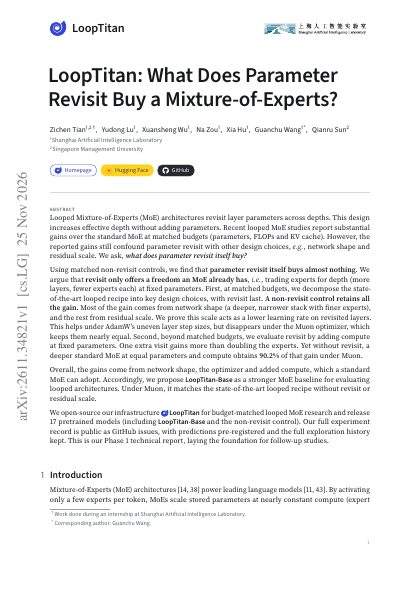 LoopTitan
上海人工智能实验室
Shanghai Artificial Intelligence Laboratory
LoopTitan: What Does Parameter
Revisit Buy a Mixture-of-Experts?
Zichen Tian1,2 †, Yudong Lu1, Xuansheng Wu1, Na Zou1, Xia Hu1, Guanchu Wang1*, Qianru Sun2
1Shanghai Artificial Intelligence Laboratory
2Singapore Management University
Homepage Hugging Face GitHub
ABSTRACT
Looped Mixture-of-Experts (MoE) architectures revisit layer parameters across depths. This design
increases effective depth without adding parameters. Recent looped MoE studies report substantial
gains over the standard MoE at matched budgets (parameters, FLOPs and KV cache). However, the
reported gains still confound parameter revisit with other design choices, e.g., network shape and
residual scale. We ask, what does parameter revisit itself buy?
Using matched non-revisit controls, we find that parameter revisit itself buys almost nothing. We
argue that revisit only offers a freedom an MoE already has, i.e., trading experts for depth (more
layers, fewer experts each) at fixed parameters. First, at matched budgets, we decompose the state-
of-the-art looped recipe into key design choices, with revisit last. A non-revisit control retains all
the gain. Most of the gain comes from network shape (a deeper, narrower stack with finer experts),
and the rest from residual scale. We prove this scale acts as a lower learning rate on revisited layers.
This helps under AdamW's uneven layer step sizes, but disappears under the Muon optimizer, which
keeps them nearly equal. Second, beyond matched budgets, we evaluate revisit by adding compute
at fixed parameters. One extra visit gains more than doubling the experts. Yet without revisit, a
deeper standard MoE at equal parameters and compute obtains 90.2% of that gain under Muon.
Overall, the gains come from network shape, the optimizer and added compute, which a standard
MoE can adopt. Accordingly, we propose LoopTitan-Base as a stronger MoE baseline for evaluating
looped architectures. Under Muon, it matches the state-of-the-art looped recipe without revisit or
residual scale.
We open-source our infrastructure LoopTitan for budget-matched looped MoE research and release
17 pretrained models (including LoopTitan-Base and the non-revisit control). Our full experiment
record is public as GitHub issues, with predictions pre-registered and the full exploration history
kept. This is our Phase 1 technical report, laying the foundation for follow-up studies.
1 Introduction
Mixture-of-Experts (MoE) architectures [14, 38] power leading language models [11, 43]. By activating
only a few experts per token, MoEs scale stored parameters at nearly constant compute (expert
†Work done during an internship at Shanghai Artificial Intelligence Laboratory.
*Corresponding author: Guanchu Wang.
1
arXiv:2611.34821v1 [cs.LG] 25 Nov 2026